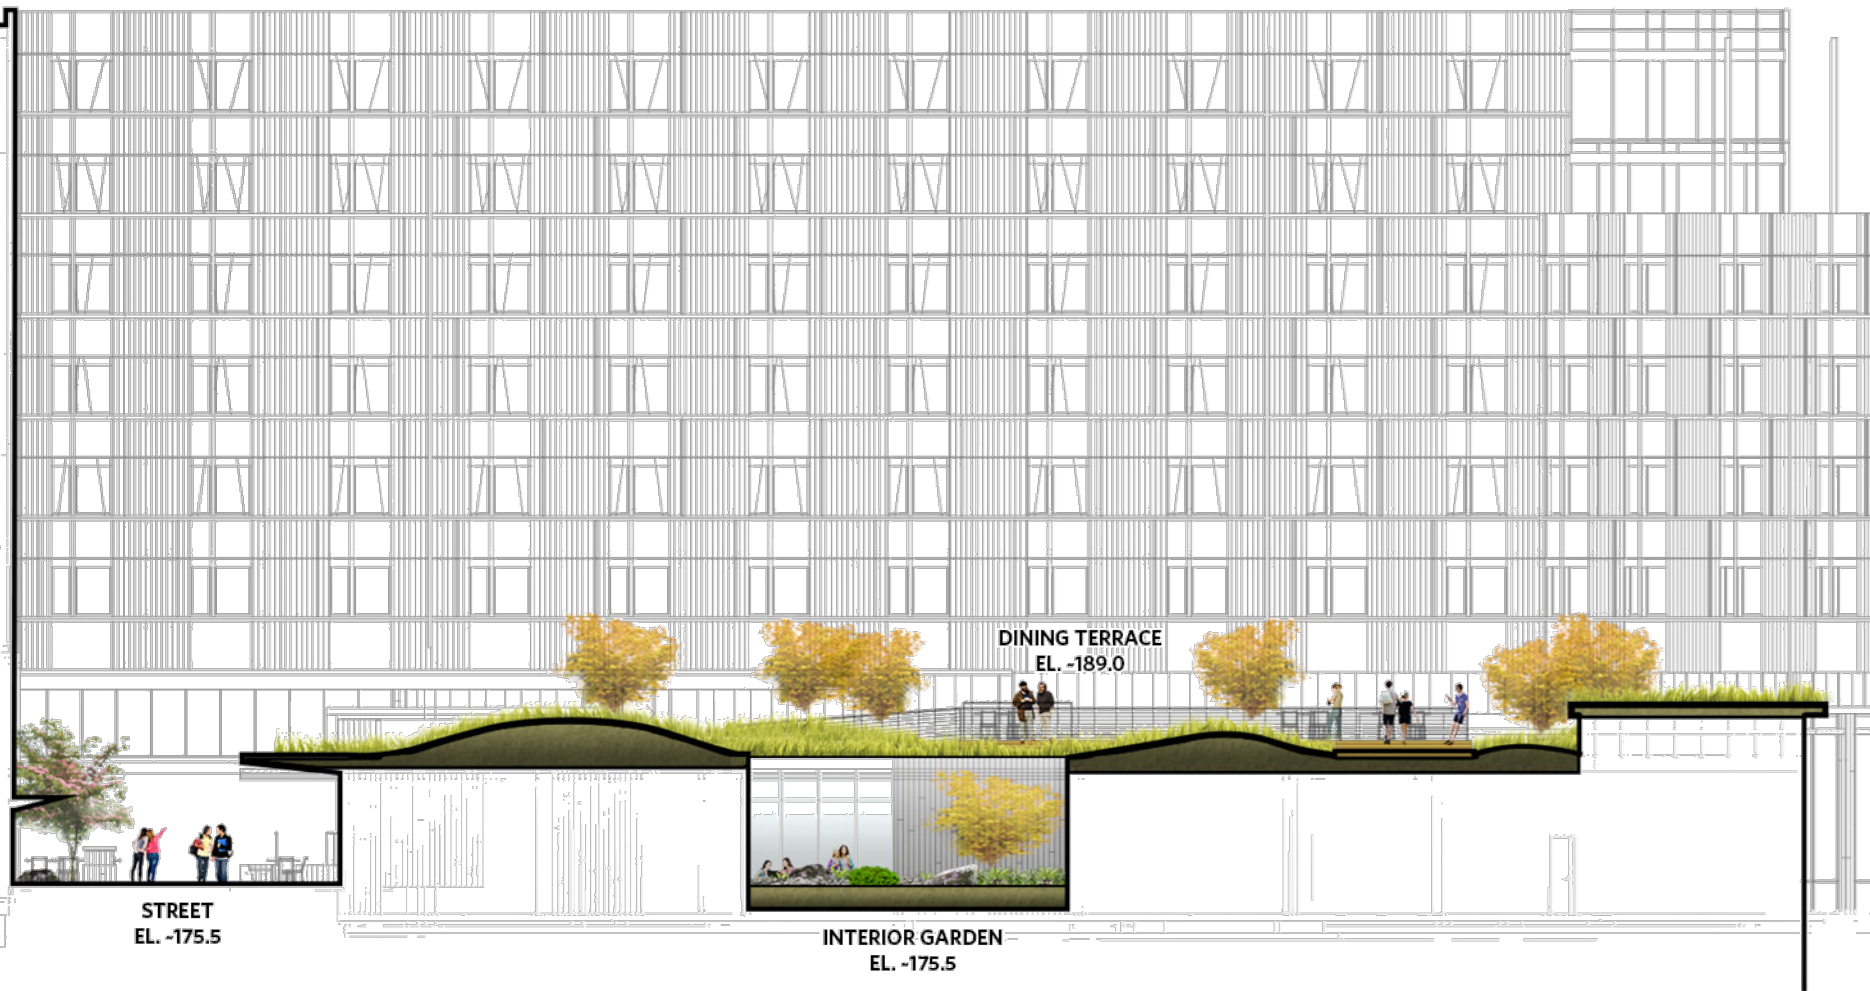 DINING TERRACE
EL. ~189.0
STREET
EL. ~175.5
INTERIOR GARDEN
EL. ~175.5